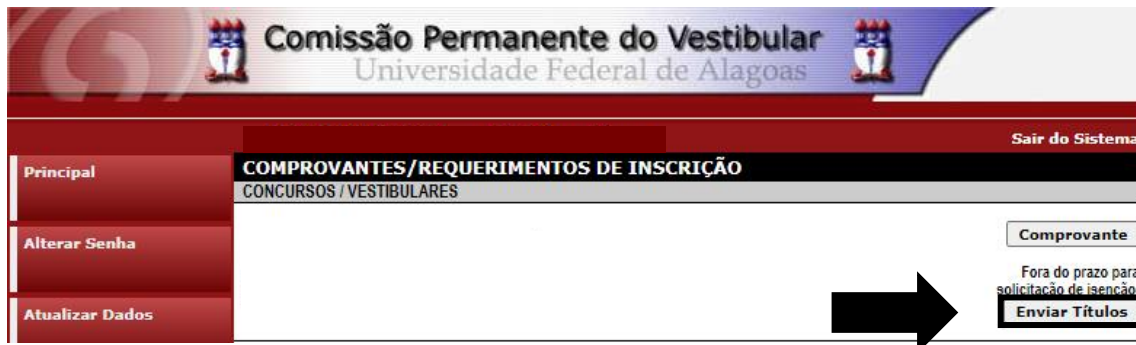 Comissão Permanente do Vestibular
Universidade Federal de Alagoas
Sair do Sistema
Principal
COMPROVANTES/REQUERIMENTOS DE INSCRIÇÃO
CONCURSOS / VESTIBULARES
Alterar Senha
Comprovante
Fora do prazo para
solicitação de isenção
Atualizar Dados
Enviar Títulos